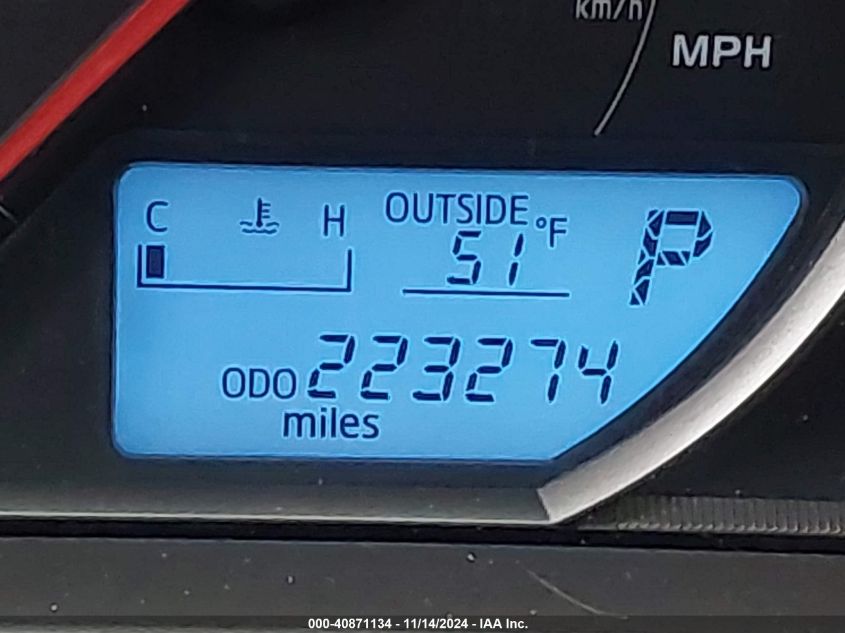 km/h
MPH
C H OUTSIDE °F
51
P
ODO 223274
miles
000-40871134 - 11/14/2024 - IAA Inc.